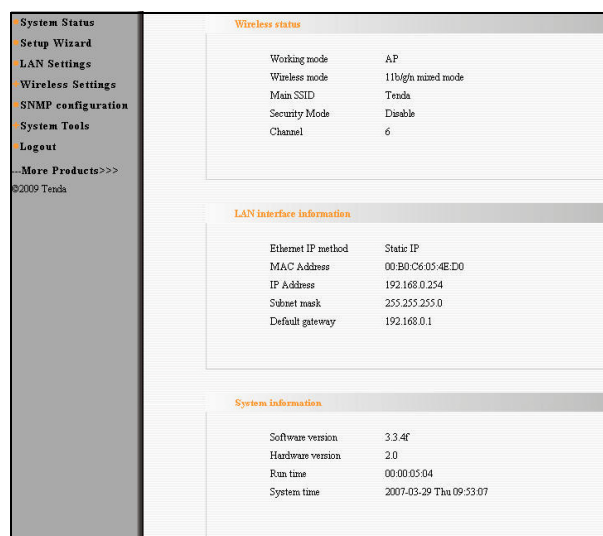 System Status
Setup Wizard
LAN Settings
Wireless Settings
SNMP configuration
System Tools
Logout
---More Products>>>
©2009 Tenda
Wireless status
Working mode AP
Wireless mode 11b/g/n mixed mode
Main SSID Tenda
Security Mode Disable
Channel 6
LAN interface information
Ethernet IP method Static IP
MAC Address 00:B0:C6:05:4E:D0
IP Address 192.168.0.254
Subnet mask 255.255.255.0
Default gateway 192.168.0.1
System information
Software version 3.3.4f
Hardware version 2.0
Run time 00:00:05:04
System time 2007-03-29 Thu 09:53:07